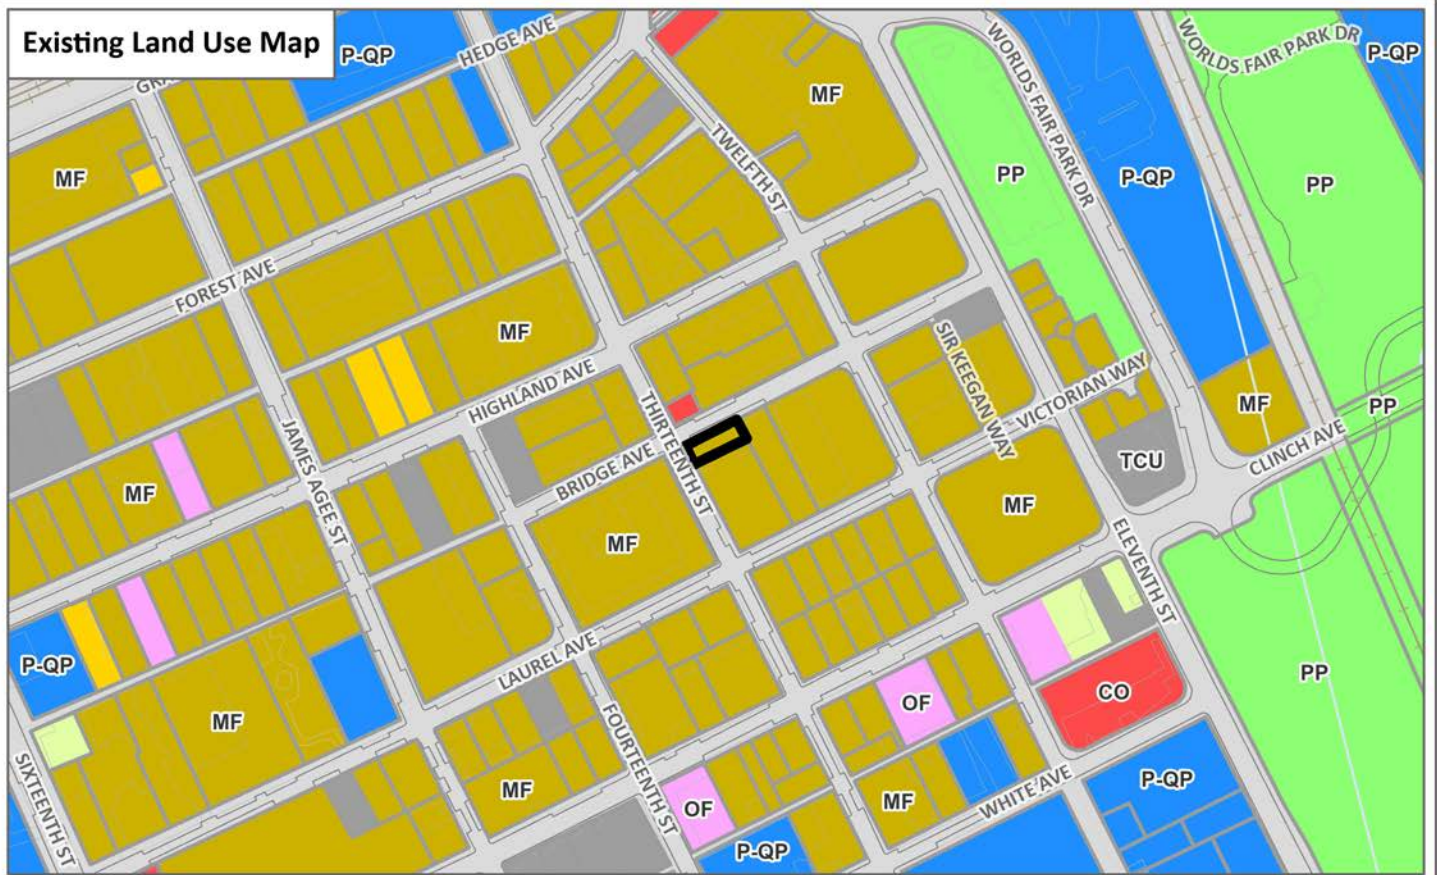 Existing Land Use Map
P-QP
HEDGE AVE
WORLDS FAIR PARK DR
WORLDS FAIR PARK DR
P-QP
MF
MF
TWELFTH ST
PP
P-QP
PP
FOREST AVE
MF
SIR KEEGAN WAY
HIGHLAND AVE
VICTORIAN WAY
MF
PP
THIRTEENTH ST
JAMES AGEE ST
BRIDGE AVE
CLINCH AVE
TCU
MF
MF
MF
ELEVENTH ST
P-QP
LAUREL AVE
PP
MF
OF
CO
FOURTEENTH ST
SIXTEENTH ST
MF
OF
MF
WHITE AVE
P-QP
P-QP